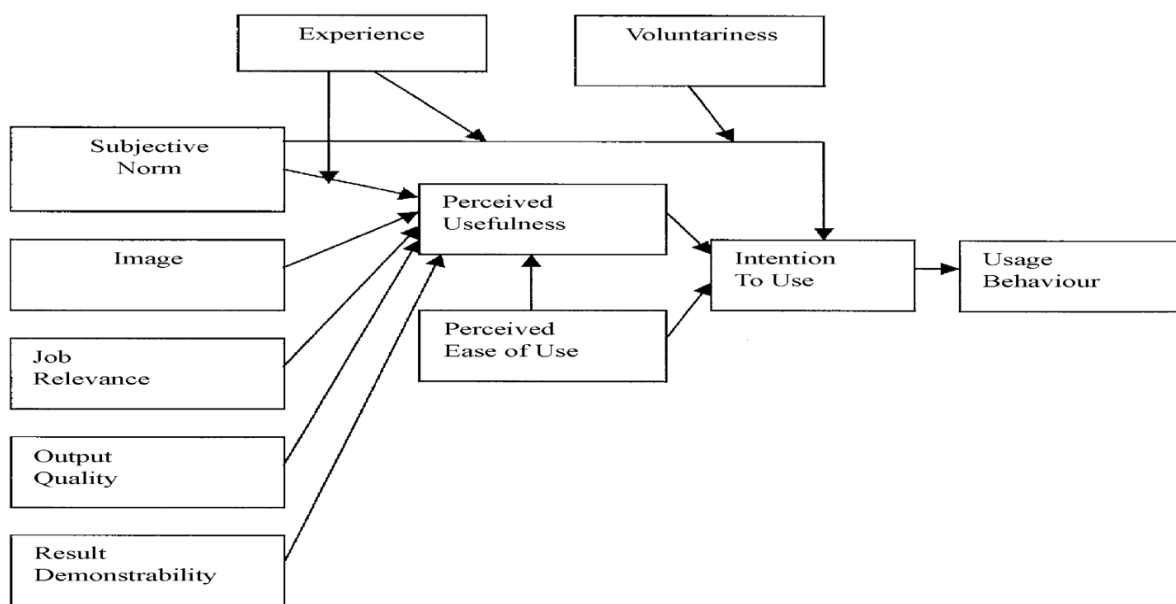 Experience
Voluntariness
Subjective
Norm
Perceived
Usefulness
Image
Intention
To Use
Usage
Behaviour
Perceived
Ease of Use
Job
Relevance
Output
Quality
Result
Demonstrability